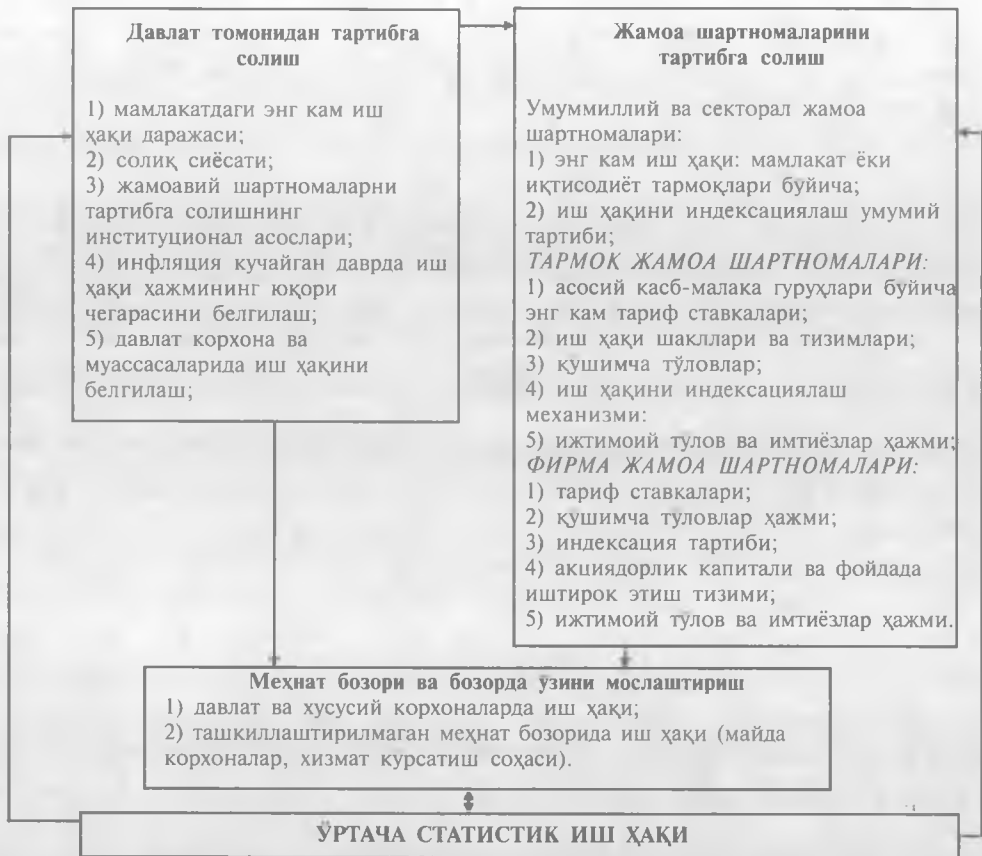 Давлат томонидан тартибга
солиш
1) мамлакатдаги энг кам иш
ҳақи даражаси;
2) солиқ сиёсати;
3) жамоавий шартномаларни
тартибга солишнинг
институционал асослари;
4) инфляция кучайган даврда иш
ҳақи хажмининг юқори
чегарасини белгилаш;
5) давлат корхона ва
муассасаларида иш ҳақини
белгилаш;
Жамоа шартномаларини
тартибга солиш
Умуммиллий ва секторал жамоа
шартномалари:
1) энг кам иш ҳақи: мамлакат ёки
иқтисодиёт тармоқлари буйича;
2) иш ҳақини индексациялаш умумий
тартиби;
ТАРМОК ЖАМОА ШАРТНОМАЛАРИ:
1) асосий касб-малака гуруҳлари буйича
энг кам тариф ставкалари;
2) иш ҳақи шакллари ва тизимлари;
3) қушимча тўловлар;
4) иш ҳақини индексациялаш
механизми:
5) ижтимоий тулов ва имтиёзлар ҳажми;
ФИРМА ЖАМОА ШАРТНОМАЛАРИ:
1) тариф ставкалари;
2) қушимча туловлар ҳажми;
3) индексация тартиби;
4) акциядорлик капитали ва фойдада
иштирок этиш тизими;
5) ижтимоий тулов ва имтиёзлар ҳажми.
Меҳнат бозори ва бозорда узини мослаштириш
1) давлат ва хусусий корхоналарда иш ҳақи;
2) ташкиллаштирилмаган меҳнат бозорида иш ҳақи (майда
корхоналар, хизмат курсатиш соҳаси).
ЎРТАЧА СТАТИСТИК ИШ ҲАҚИ